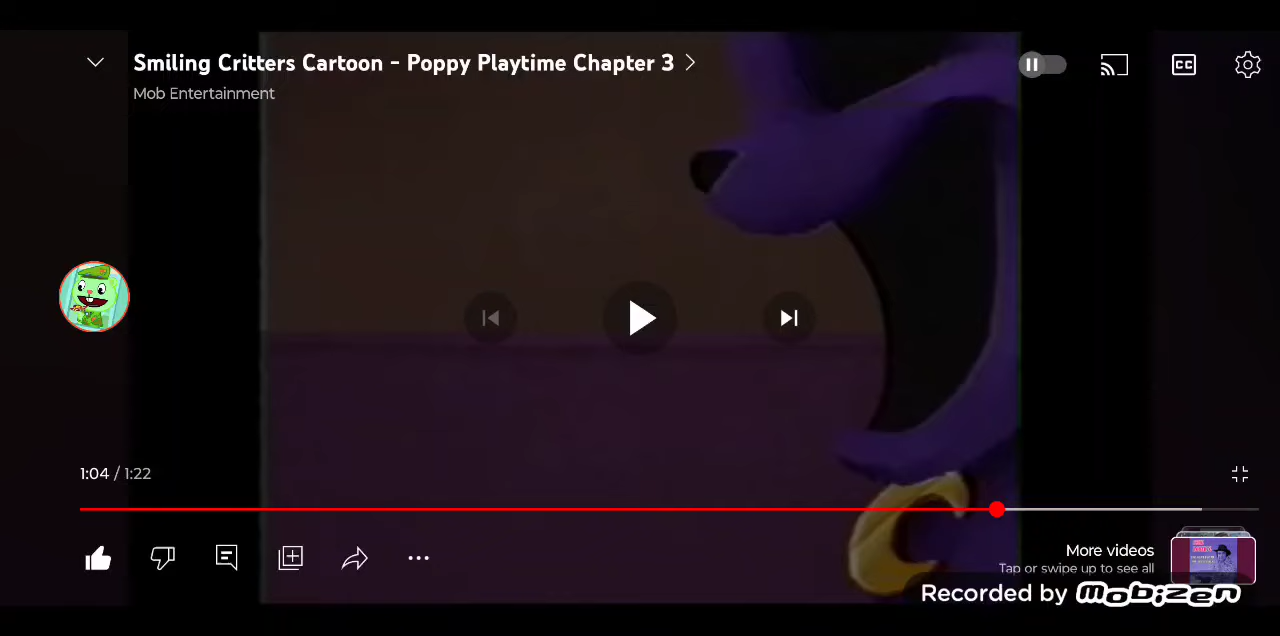 Smiling Critters Cartoon - Poppy Playtime Chapter 3
Mob Entertainment
CC
1:04 / 1:22
More videos
Tap or swipe up to see all
Recorded by mobizen